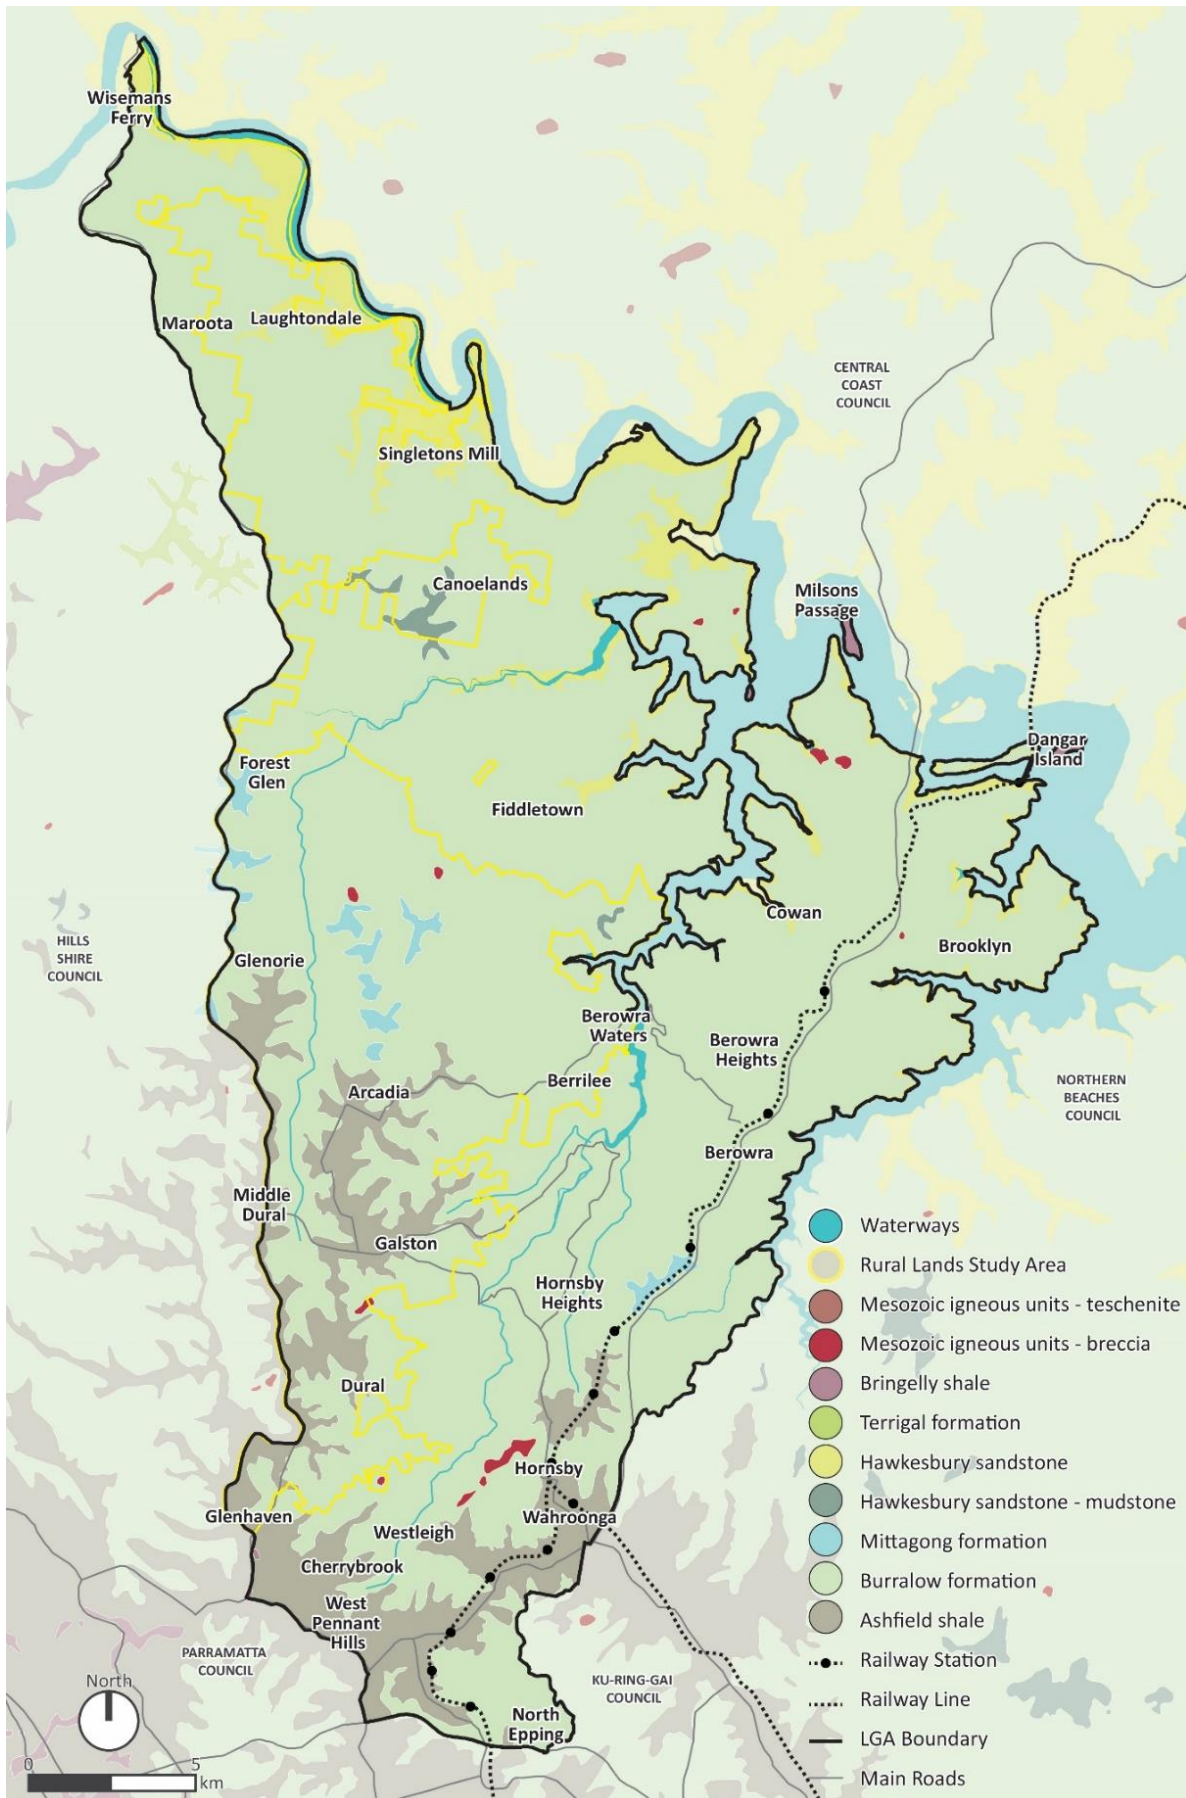 Wisemans
Ferry
Maroota
Laughtondale
CENTRAL
COAST
COUNCIL
Singletons Mill
Canoelands
Milsons
Passage
Dangar
Island
Forest
Glen
Fiddletown
Cowan
Brooklyn
HILLS
SHIRE
COUNCIL
Glenorie
Berowra
Waters
Berowra
Heights
Berrilee
Arcadia
NORTHERN
BEACHES
COUNCIL
Berowra
Middle
Dural
Galston
Hornsby
Heights
Dural
Hornsby
Glenhaven
Wahroonga
Westleigh
Cherrybrook
West
Pennant
Hills
PARRAMATTA
COUNCIL
KU-RING-GAI
COUNCIL
North
Epping
Waterways
Rural Lands Study Area
Mesozoic igneous units - teschenite
Mesozoic igneous units - breccia
Bringelly shale
Terrigal formation
Hawkesbury sandstone
Hawkesbury sandstone - mudstone
Mittagong formation
Burralow formation
Ashfield shale
Railway Station
Railway Line
LGA Boundary
Main Roads
North
0 5
km